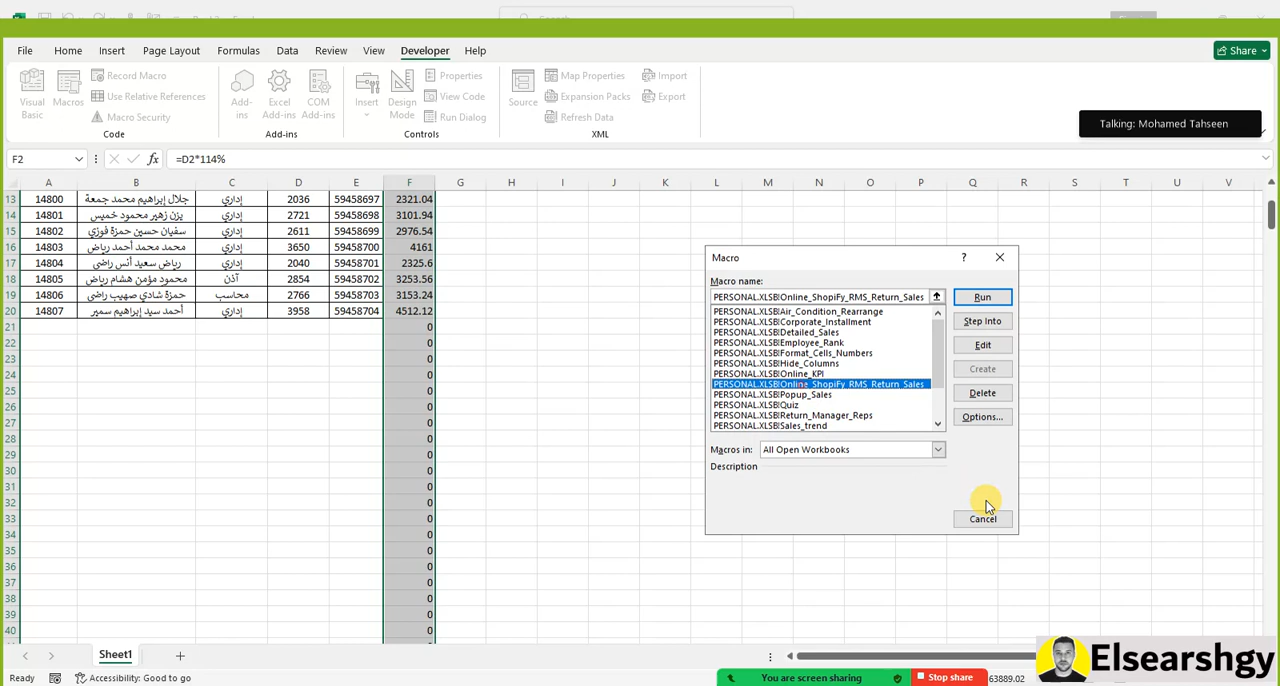 File Home Insert Page Layout Formulas Data Review View Developer Help Share
Visual Basic
Macros
Record Macro
Use Relative References
Macro Security
Code
Add-ins
Excel Add-ins
COM Add-ins
Add-ins
Insert
Design Mode
Properties
View Code
Run Dialog
Controls
Source
Map Properties
Expansion Packs
Refresh Data
Import
Export
XML
Talking: Mohamed Tahseen
F2 fx =D2*114%
A B C D E F G H I J K L M N O P Q R S T U V
13 14800 جلال إبراهيم محمد جمعة إداري 2036 59458697 2321.04
14 14801 يزن زهير محمود خميس إداري 2721 59458698 3101.94
15 14802 سفيان حسين حمزة فوزي إداري 2611 59458699 2976.54
16 14803 محمد محمد أحمد رياض إداري 3650 59458700 4161
17 14804 رياض سعيد أنس راضي إداري 2040 59458701 2325.6
18 14805 محمود مؤمن هشام رياض آذن 2854 59458702 3253.56
19 14806 حمزة شادي صهيب راضي محاسب 2766 59458703 3153.24
20 14807 أحمد سيد إبراهيم سمير إداري 3958 59458704 4512.12
21 0
22 0
23 0
24 0
25 0
26 0
27 0
28 0
29 0
30 0
31 0
32 0
33 0
34 0
35 0
36 0
37 0
38 0
39 0
40 0
Macro ?
Macro name:
PERSONAL.XLSB!Online_ShopiFy_RMS_Return_Sales
PERSONAL.XLSB!Air_Condition_Rearrange
PERSONAL.XLSB!Corporate_Installment
PERSONAL.XLSB!Detailed_Sales
PERSONAL.XLSB!Employee_Rank
PERSONAL.XLSB!Format_Cells_Numbers
PERSONAL.XLSB!Hide_Columns
PERSONAL.XLSB!Online_KPI
PERSONAL.XLSB!Online_ShopiFy_RMS_Return_Sales
PERSONAL.XLSB!Popup_Sales
PERSONAL.XLSB!Quiz
PERSONAL.XLSB!Return_Manager_Reps
PERSONAL.XLSB!Sales_trend
Run
Step Into
Edit
Create
Delete
Options...
Macros in: All Open Workbooks
Description
Cancel
Sheet1
Ready Accessibility: Good to go
You are screen sharing Stop share 63889.02
Elsearshgy